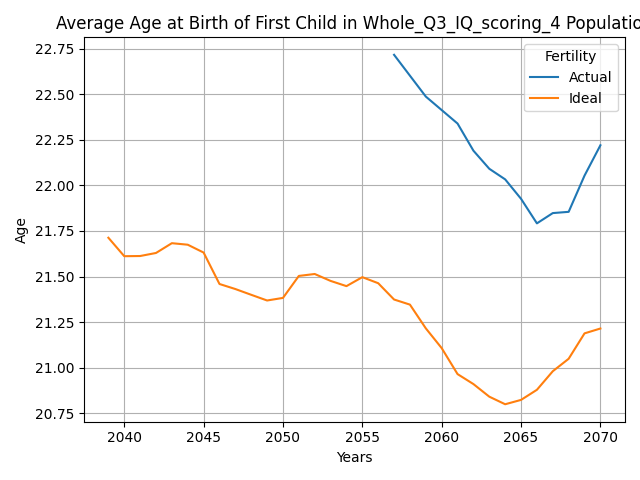 Average Age at Birth of First Child in Whole_Q3_IQ_scoring_4 Populatio
Fertility
Actual
Ideal
22.75
22.50
22.25
22.00
21.75
21.50
21.25
21.00
20.75
Age
2040 2045 2050 2055 2060 2065 2070
Years